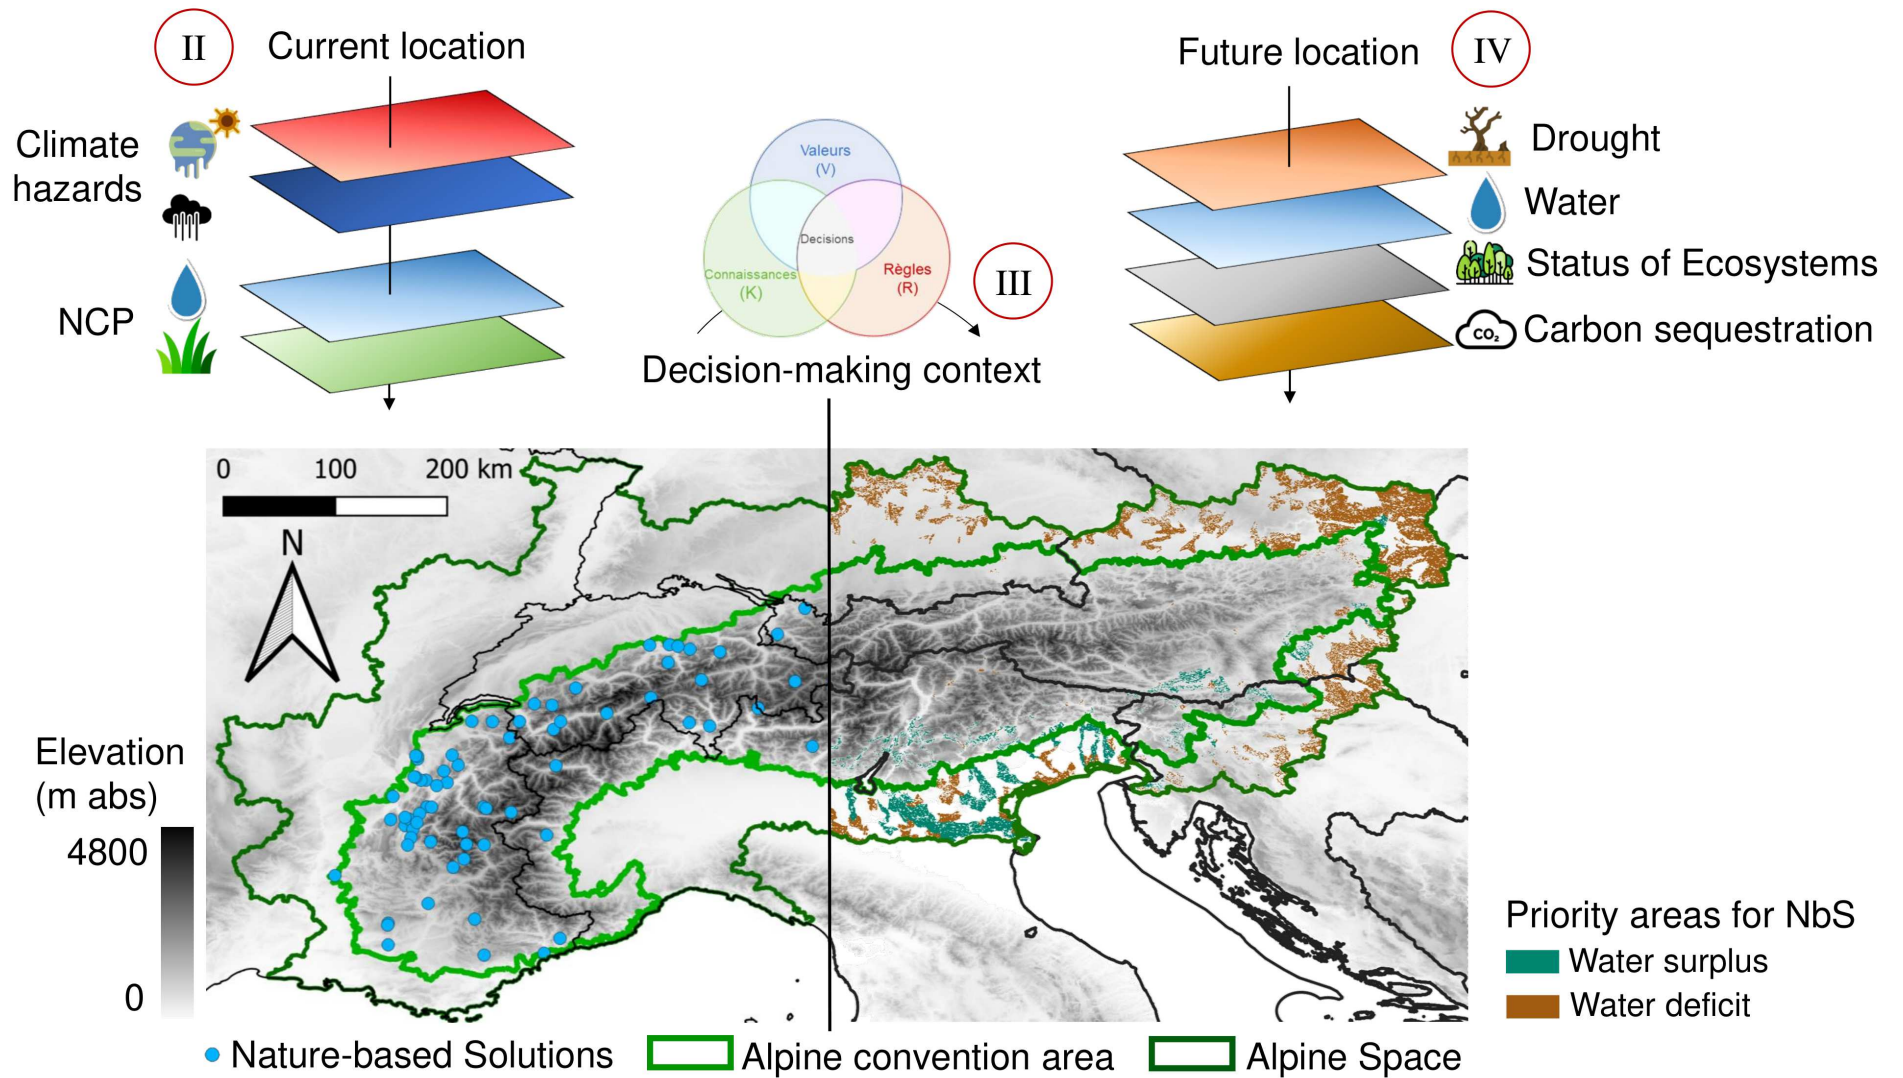 II
Current location
Climate
hazards
NCP
Valeurs
(V)
Decisions
Connaissances
(K)
Règles
(R)
III
Decision-making context
Future location
IV
Drought
Water
Status of Ecosystems
CO₂
Carbon sequestration
0 100 200 km
N
Elevation
(m abs)
4800
0
Priority areas for NbS
Water surplus
Water deficit
Nature-based Solutions
Alpine convention area
Alpine Space